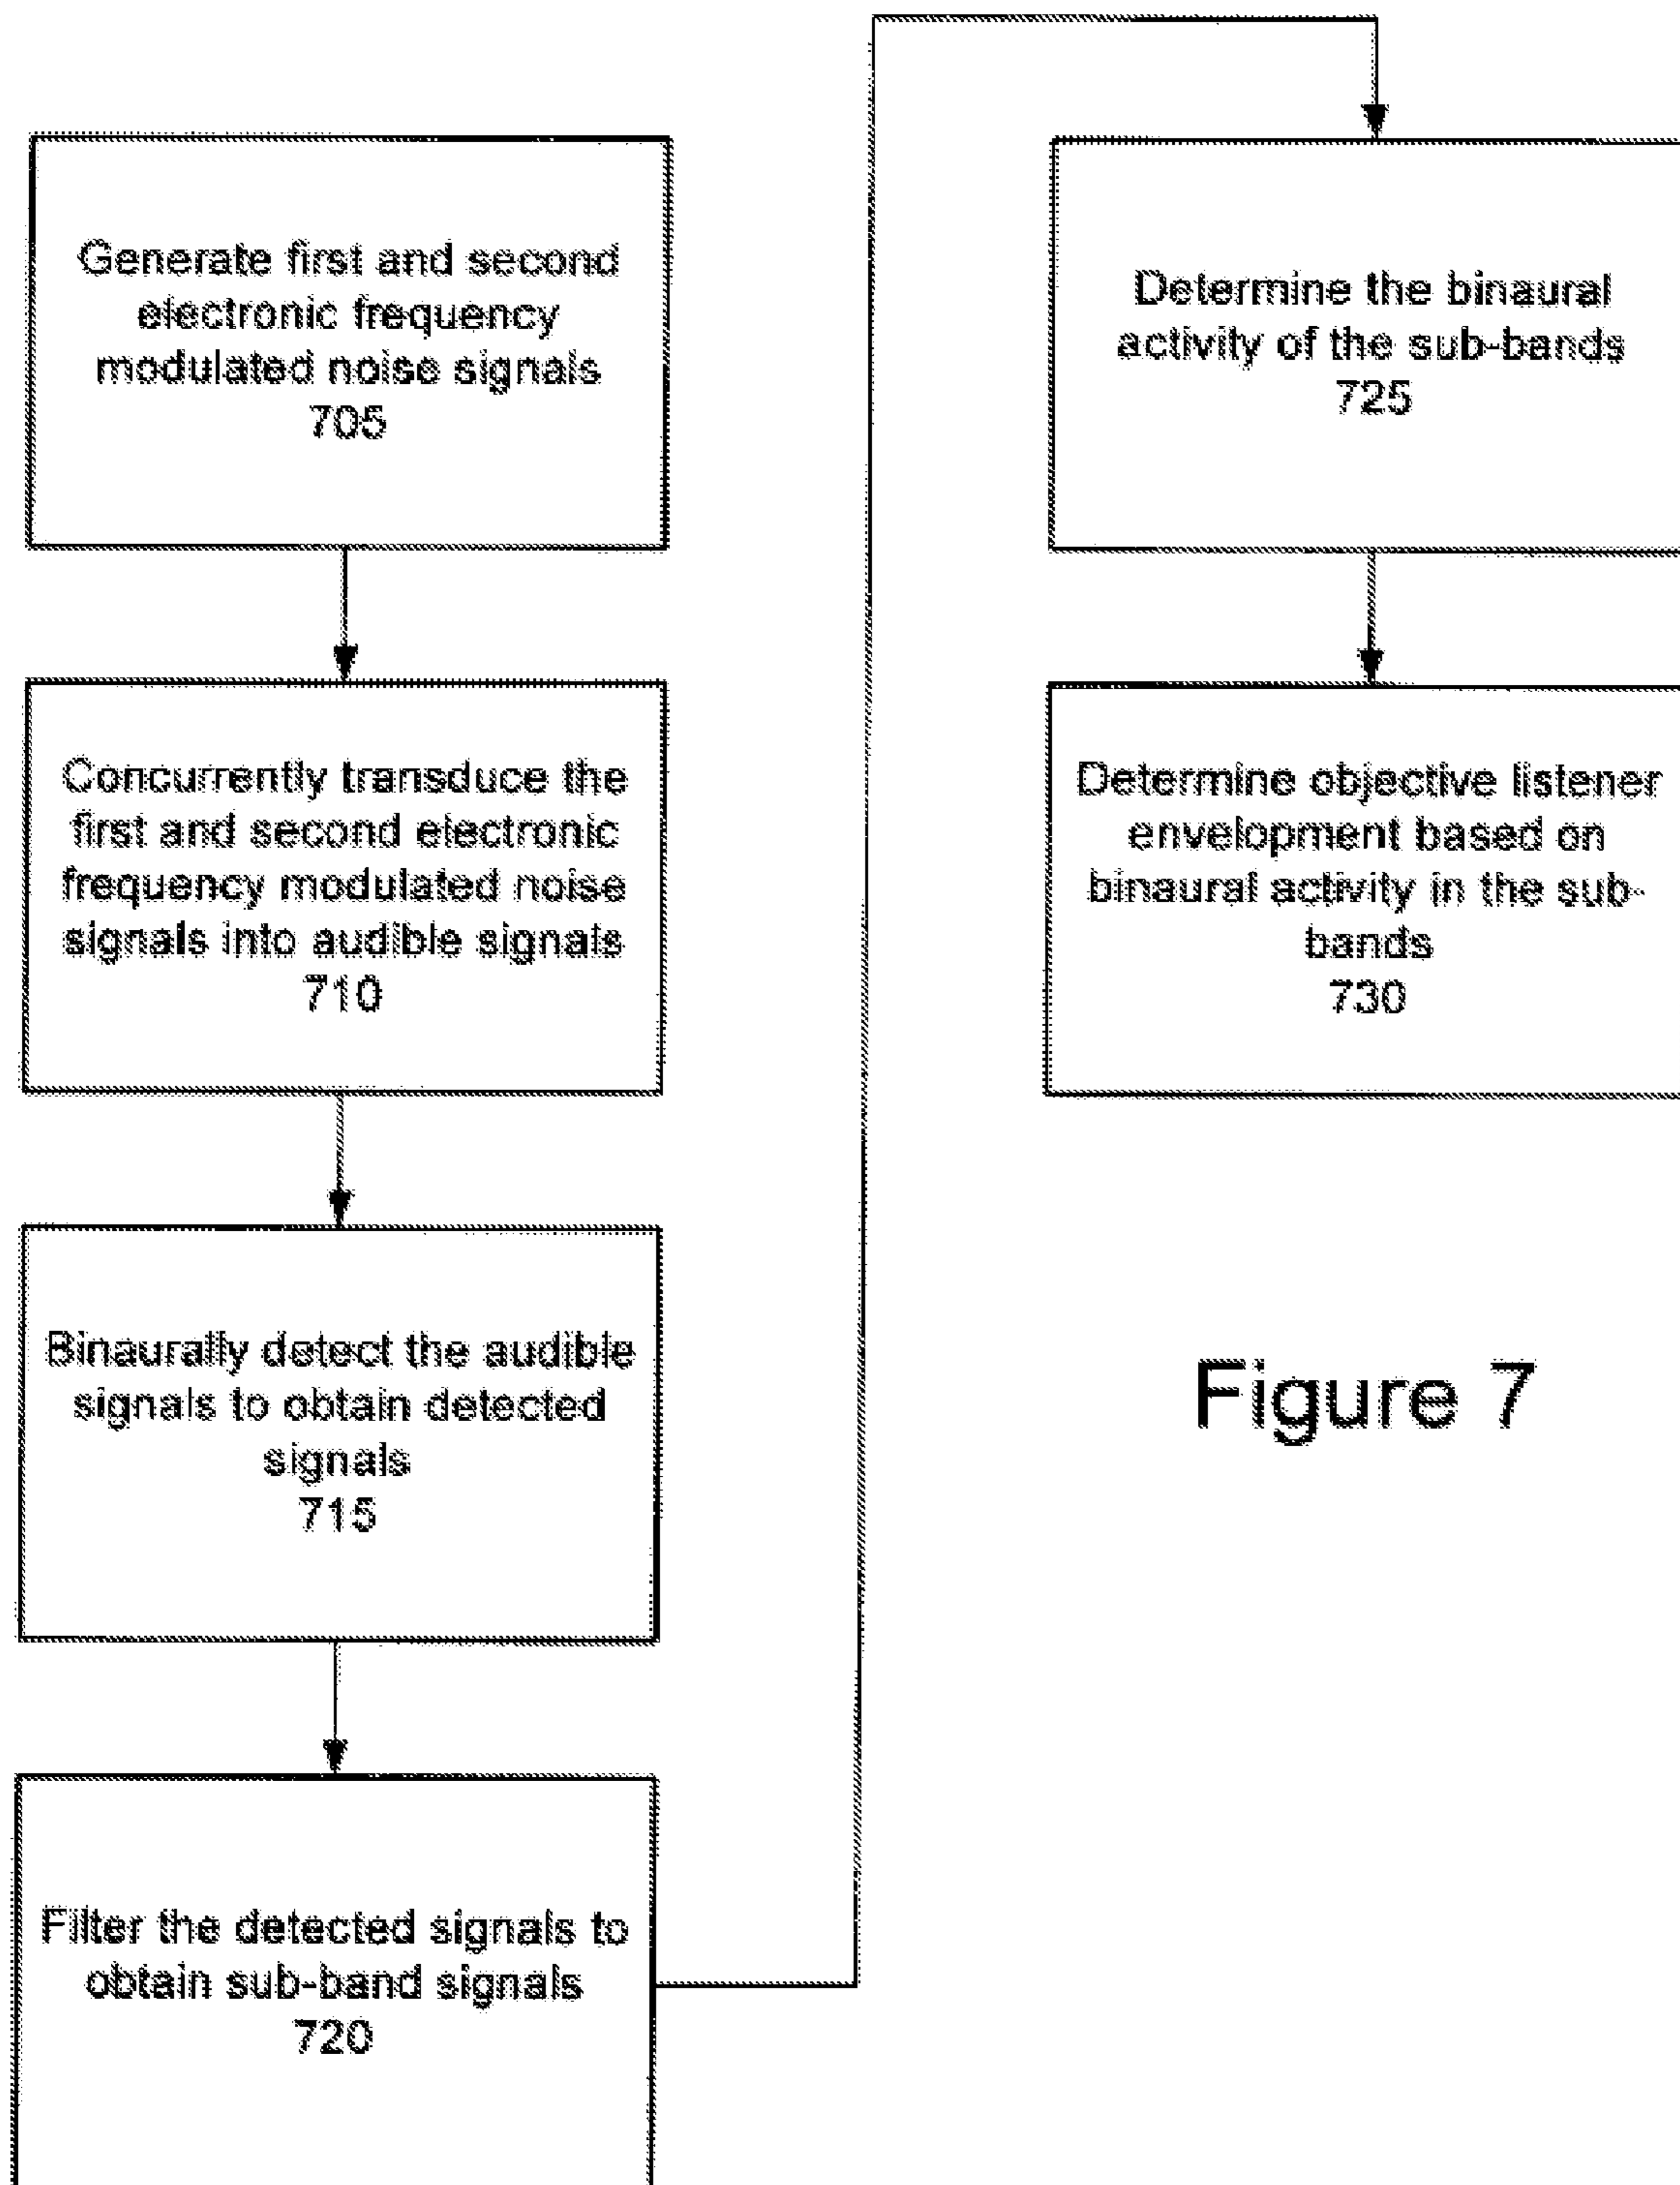 Generate first and second
electronic frequency
modulated noise signals
705
Concurrently transduce the
first and second electronic
frequency modulated noise
signals into audible signals
710
Binaurally detect the audible
signals to obtain detected
signals
715
Filter the detected signals to
obtain sub-band signals
720
Determine the binaural
activity of the sub-bands
725
Determine objective listener
envelopment based on
binaural activity in the sub-
bands
730
Figure 7